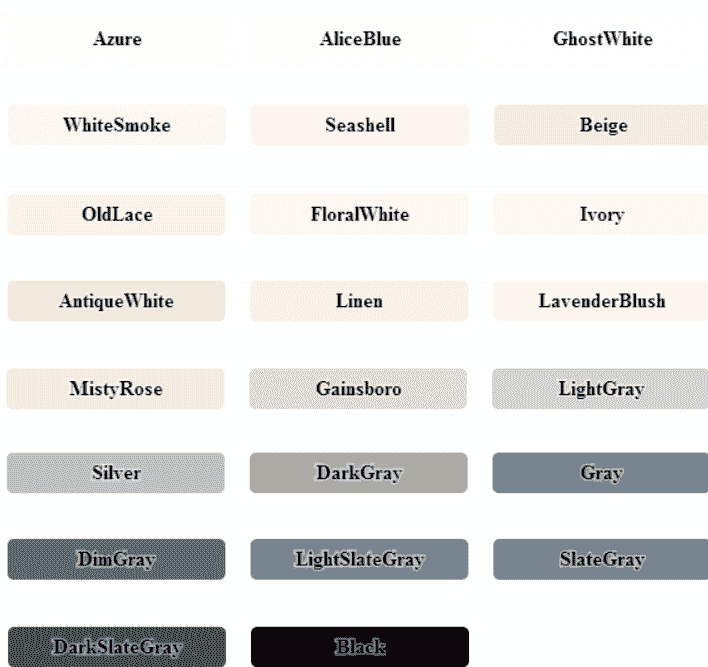 Azure AliceBlue GhostWhite
WhiteSmoke Seashell Beige
OldLace FloralWhite Ivory
AntiqueWhite Linen LavenderBlush
MistyRose Gainsboro LightGray
Silver DarkGray Gray
DimGray LightSlateGray SlateGray
DarkSlateGray Black